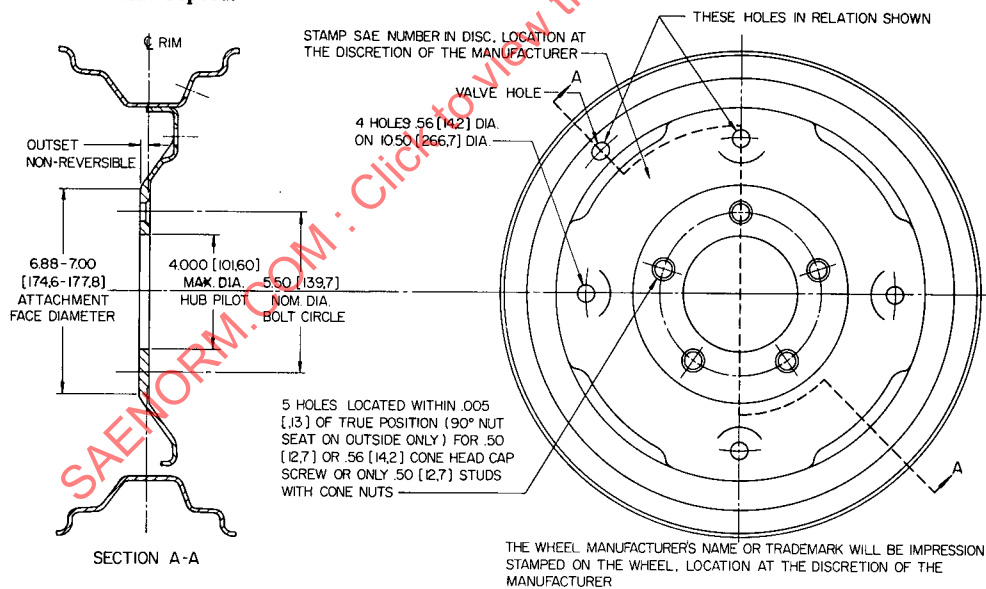 THESE HOLES IN RELATION SHOWN
℄ RIM
STAMP SAE NUMBER IN DISC, LOCATION AT
THE DISCRETION OF THE MANUFACTURER
A
VALVE HOLE
4 HOLES .56 [14,2] DIA.
ON 10.50 [266,7] DIA.
OUTSET
NON-REVERSIBLE
6.88-7.00
[174,6-177,8]
ATTACHMENT
FACE DIAMETER
4.000 [101,60]
MAX. DIA.
HUB PILOT
5.50 [139,7]
NOM. DIA.
BOLT CIRCLE
5 HOLES LOCATED WITHIN .005
[,13] OF TRUE POSITION (90° NUT
SEAT ON OUTSIDE ONLY) FOR .50
[12,7] OR .56 [14,2] CONE HEAD CAP
SCREW OR ONLY .50 [12,7] STUDS
WITH CONE NUTS
A
SECTION A-A
THE WHEEL MANUFACTURER'S NAME OR TRADEMARK WILL BE IMPRESSION
STAMPED ON THE WHEEL, LOCATION AT THE DISCRETION OF THE
MANUFACTURER
SAENORM.COM : Click to view th